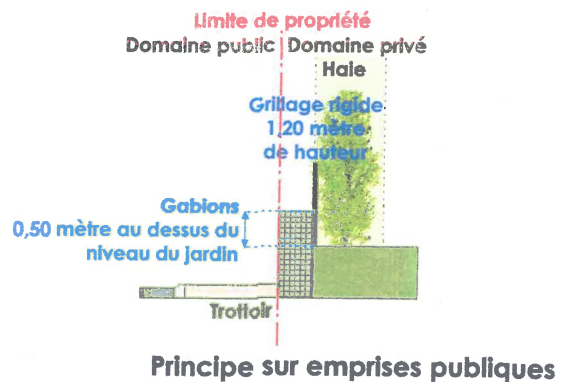 Limite de propriété
Domaine public Domaine privé
Haie
Grillage rigide
1,20 mètre
de hauteur
Gabions
0,50 mètre au dessus du
niveau du jardin
Trottoir
Principe sur emprises publiques